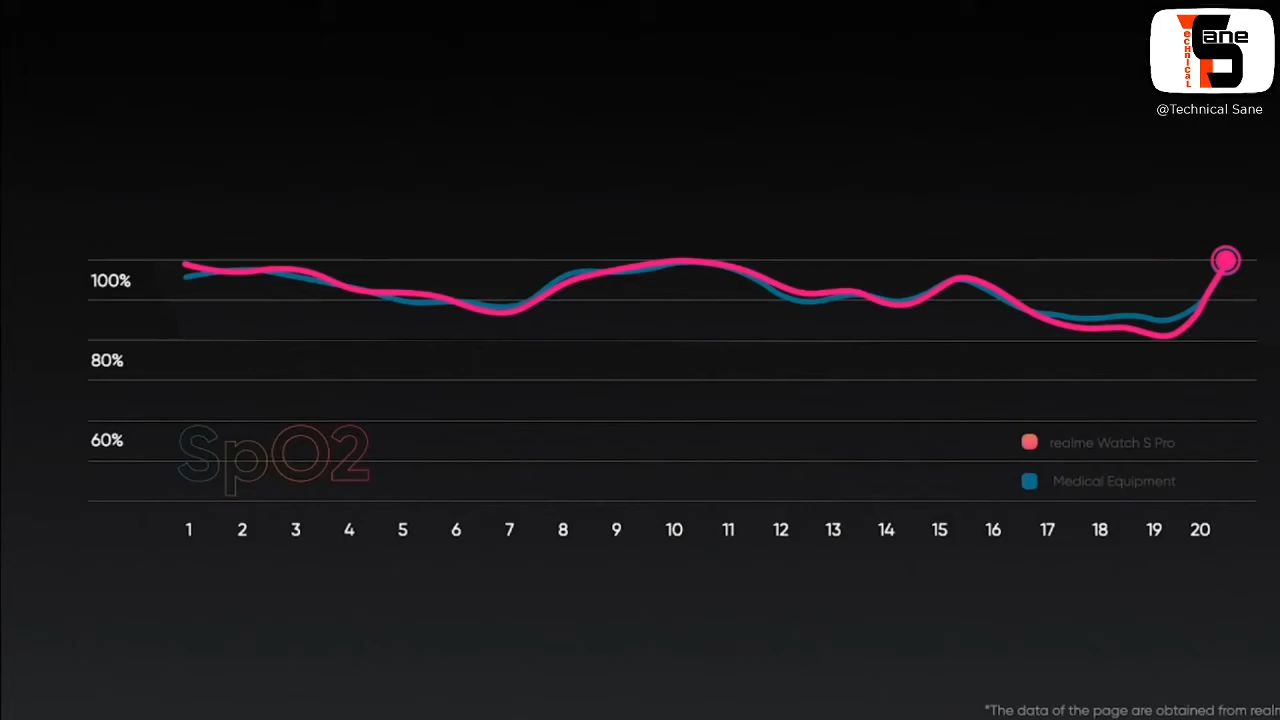 Technical
Sane
@Technical Sane
100%
80%
60%
SpO2
realme Watch S Pro
Medical Equipment
1 2 3 4 5 6 7 8 9 10 11 12 13 14 15 16 17 18 19 20
*The data of the page are obtained from